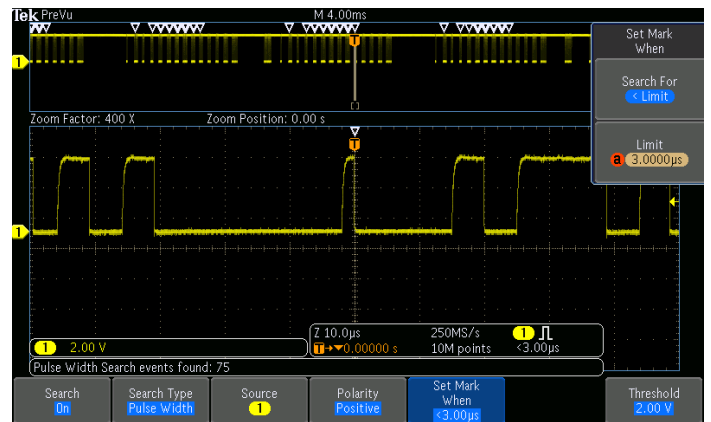 Tek PreVu
M 4.00ms
T
1
Set Mark
When
Search For
< Limit
Limit
a 3.0000µs
Zoom Factor: 400 X
Zoom Position: 0.00 s
T
1
1 2.00 V
Z 10.0µs
T→▼0.00000 s
250MS/s
10M points
1
<3.00µs
Pulse Width Search events found: 75
Search
On
Search Type
Pulse Width
Source
1
Polarity
Positive
Set Mark
When
<3.00µs
Threshold
2.00 V